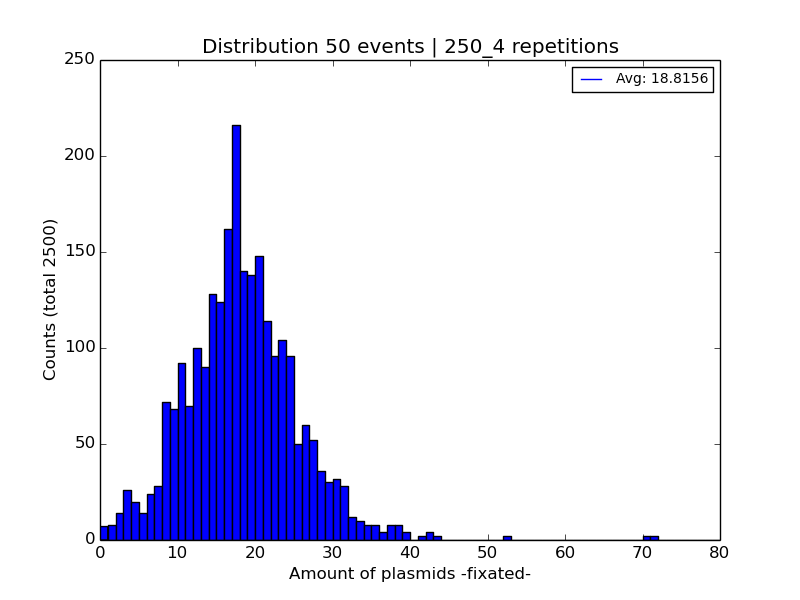 Distribution 50 events | 250_4 repetitions
Avg: 18.8156
Counts (total 2500)
250
200
150
100
50
0
0 10 20 30 40 50 60 70 80
Amount of plasmids -fixated-